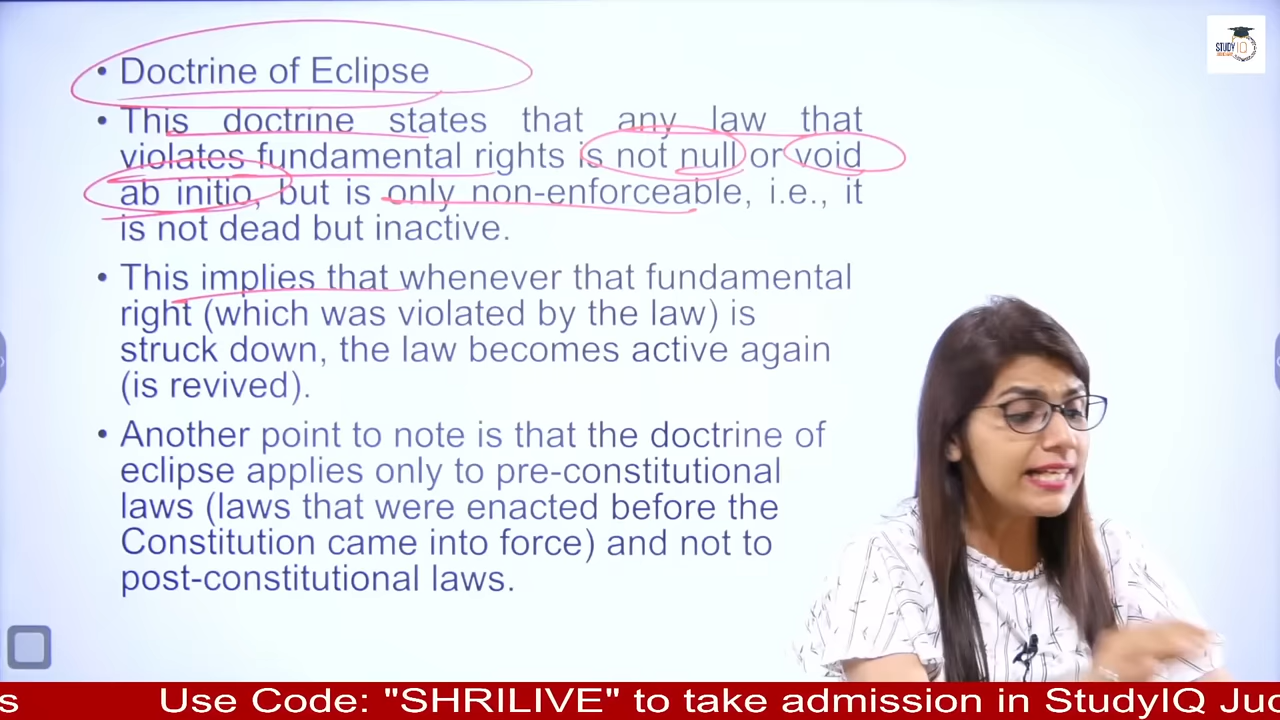 STUDY IQ
• Doctrine of Eclipse
• This doctrine states that any law that
violates fundamental rights is not null or void
ab initio, but is only non-enforceable, i.e., it
is not dead but inactive.
• This implies that whenever that fundamental
right (which was violated by the law) is
struck down, the law becomes active again
(is revived).
• Another point to note is that the doctrine of
eclipse applies only to pre-constitutional
laws (laws that were enacted before the
Constitution came into force) and not to
post-constitutional laws.
s Use Code: "SHRILIVE" to take admission in StudyIQ Jud